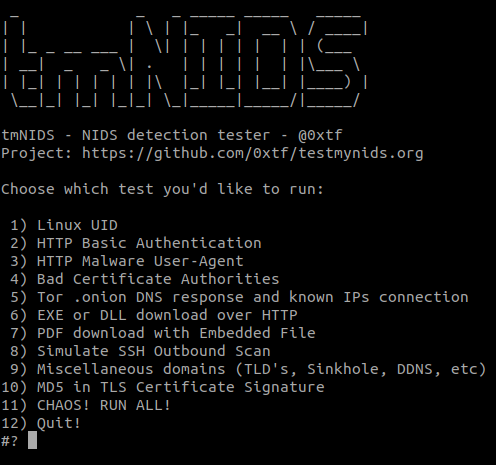 tmNIDS
tmNIDS - NIDS detection tester - @0xtf
Project: https://github.com/0xtf/testmynids.org
Choose which test you'd like to run:
1) Linux UID
2) HTTP Basic Authentication
3) HTTP Malware User-Agent
4) Bad Certificate Authorities
5) Tor .onion DNS response and known IPs connection
6) EXE or DLL download over HTTP
7) PDF download with Embedded File
8) Simulate SSH Outbound Scan
9) Miscellaneous domains (TLD's, Sinkhole, DDNS, etc)
10) MD5 in TLS Certificate Signature
11) CHAOS! RUN ALL!
12) Quit!
#?